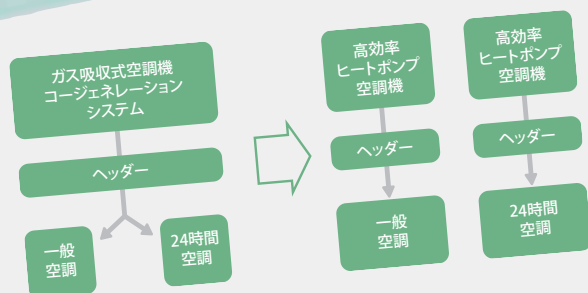 ガス吸収式空調機
コージェネレーション
システム
ヘッダー
一般
空調
24時間
空調
高効率
ヒートポンプ
空調機
ヘッダー
一般
空調
高効率
ヒートポンプ
空調機
ヘッダー
24時間
空調